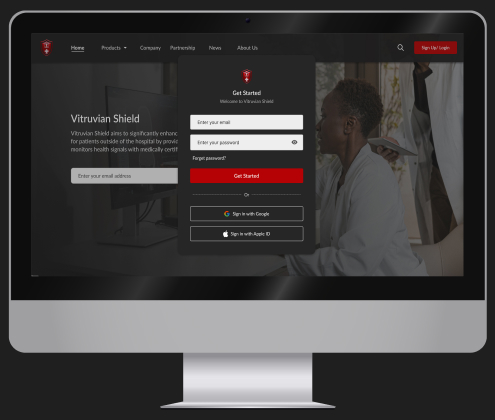 Home
Products
Company
Partnership
News
About Us
Sign Up/ Login
Get Started
Welcome to Vitruvian Shield
Enter your email
Enter your password
Forget password?
Get Started
Or
Sign in with Google
Sign in with Apple ID
Vitruvian Shield
Vitruvian Shield aims to significantly enhanc
for patients outside of the hospital by provid
monitors health signals with medically certif
Enter your email address